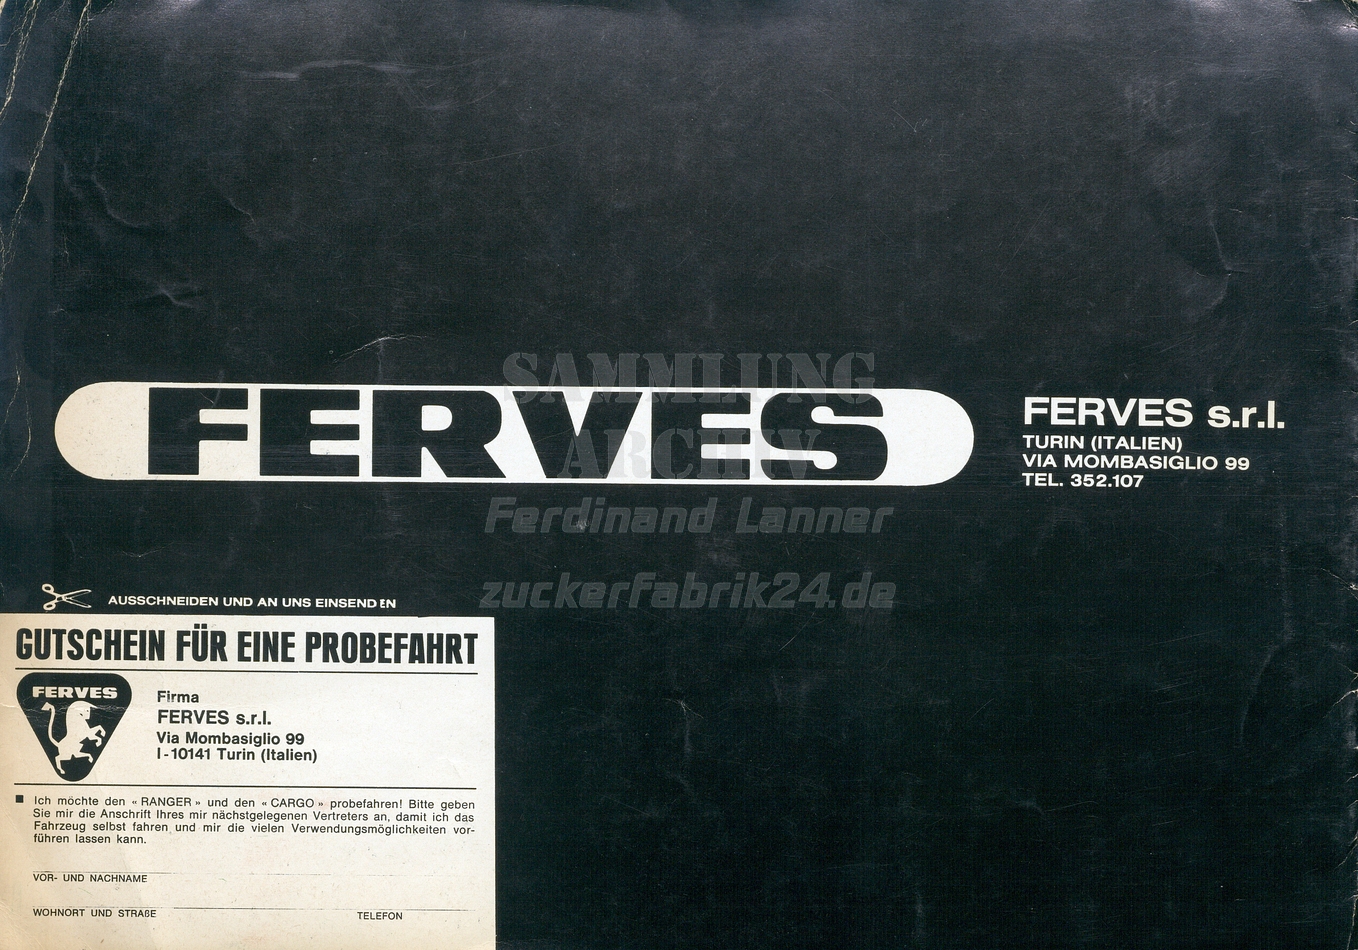 SAMMLUNG
ARCHIV
Ferdinand Lanner
zuckerfabrik24.de
FERVES
FERVES s.r.l.
TURIN (ITALIEN)
VIA MOMBASIGLIO 99
TEL. 352.107
AUSSCHNEIDEN UND AN UNS EINSENDEN
GUTSCHEIN FÜR EINE PROBEFAHRT
FERVES
Firma
FERVES s.r.l.
Via Mombasiglio 99
I-10141 Turin (Italien)
Ich möchte den « RANGER » und den « CARGO » probefahren! Bitte geben
Sie mir die Anschrift Ihres mir nächstgelegenen Vertreters an, damit ich das
Fahrzeug selbst fahren und mir die vielen Verwendungsmöglichkeiten vor-
führen lassen kann.
VOR- UND NACHNAME
WOHNORT UND STRAßE TELEFON